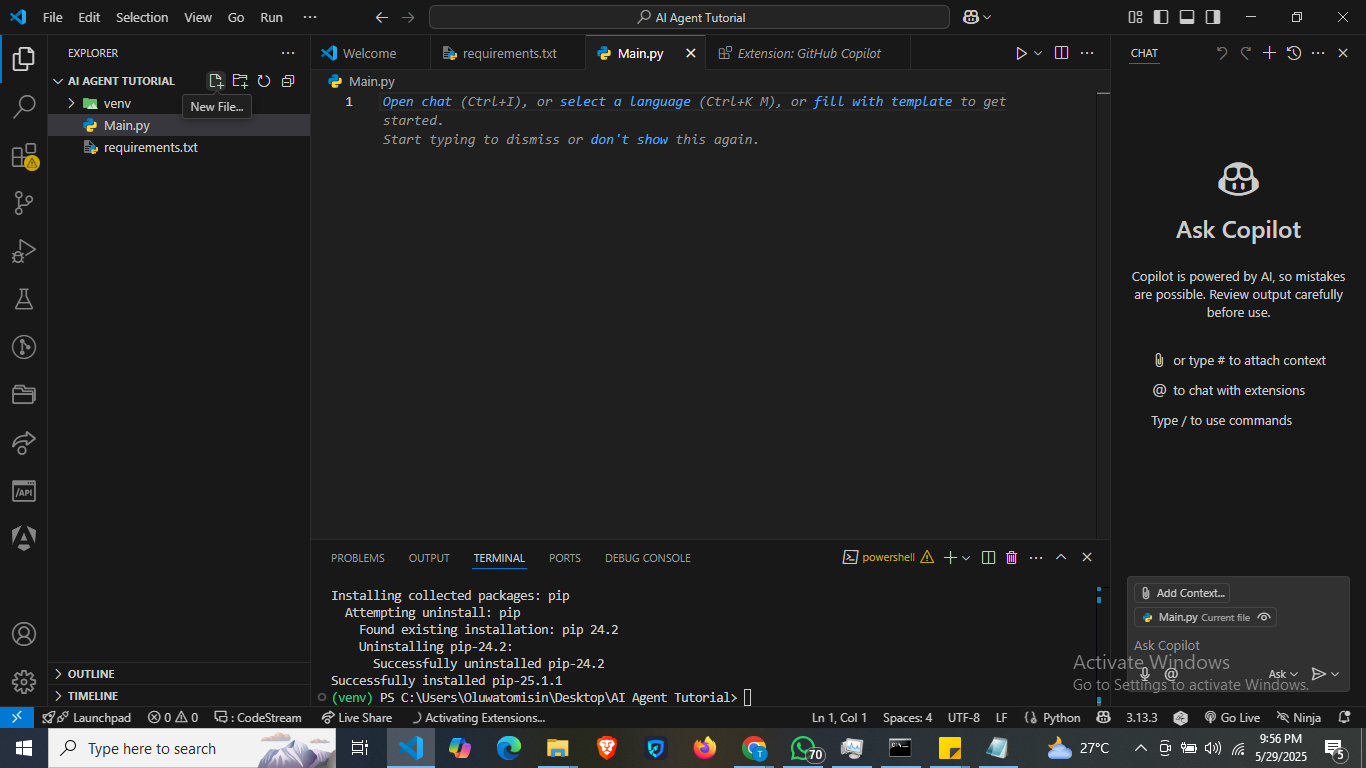 File Edit Selection View Go Run ··· AI Agent Tutorial
EXPLORER
AI AGENT TUTORIAL
New File...
venv
Main.py
requirements.txt
OUTLINE
TIMELINE
Welcome requirements.txt Main.py Extension: GitHub Copilot
Main.py
1 Open chat (Ctrl+I), or select a language (Ctrl+K M), or fill with template to get
started.
Start typing to dismiss or don't show this again.
PROBLEMS OUTPUT TERMINAL PORTS DEBUG CONSOLE powershell
Installing collected packages: pip
Attempting uninstall: pip
Found existing installation: pip 24.2
Uninstalling pip-24.2:
Successfully uninstalled pip-24.2
Successfully installed pip-25.1.1
(venv) PS C:\Users\Oluwatomisin\Desktop\AI Agent Tutorial>
CHAT
Ask Copilot
Copilot is powered by AI, so mistakes
are possible. Review output carefully
before use.
or type # to attach context
@ to chat with extensions
Type / to use commands
Add Context...
Main.py Current file
Ask Copilot
@ Ask
Activate Windows
Go to Settings to activate Windows.
Launchpad 0 0 : CodeStream Live Share Activating Extensions... Ln 1, Col 1 Spaces: 4 UTF-8 LF Python 3.13.3 Go Live Ninja
Type here to search 70 T 27°C 9:56 PM
5/29/2025 5
/API